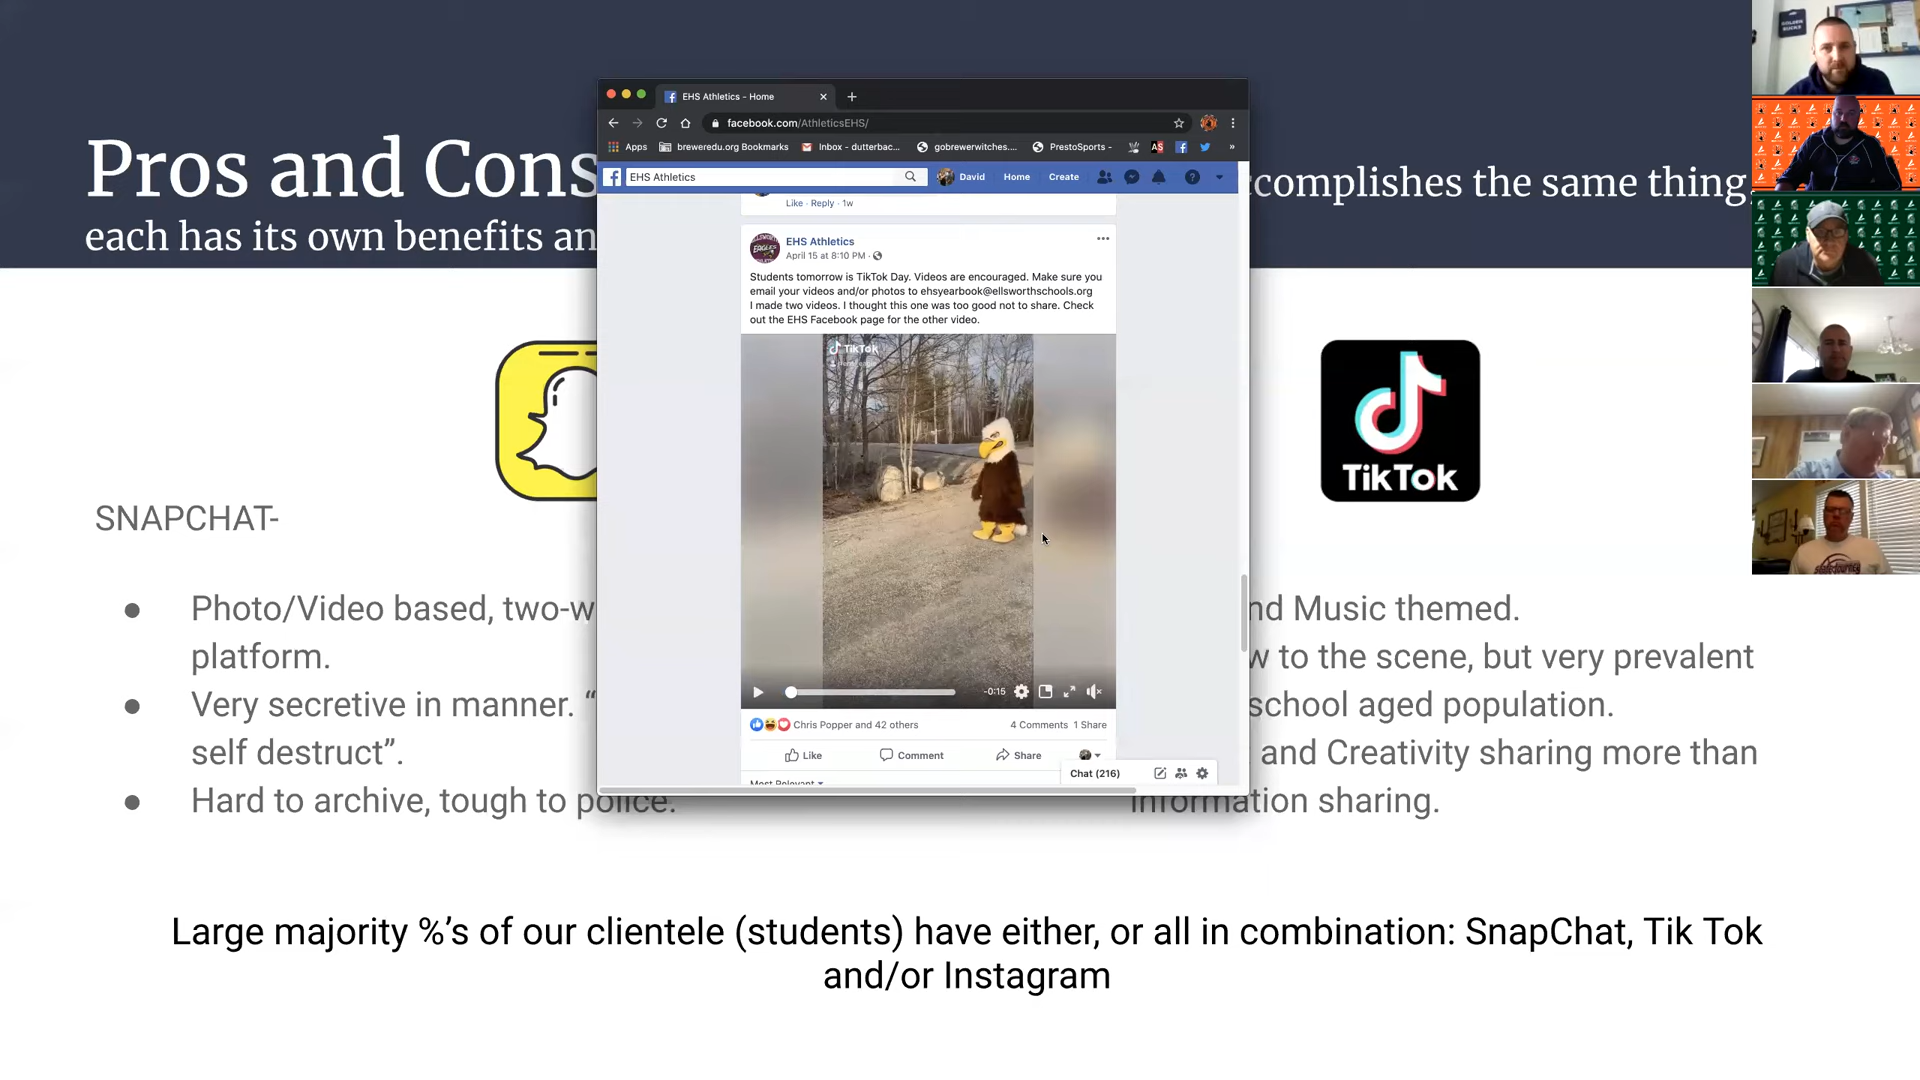 Pros and Cons
ccomplishes the same thing,
each has its own benefits an
EHS Athletics - Home
facebook.com/AthleticsEHS/
Apps breweredu.org Bookmarks Inbox - dutterbac... gobrewerwitches.... PrestoSports - AS »
EHS Athletics David Home Create
Like · Reply · 1w
EHS Athletics
April 15 at 8:10 PM ·
Students tomorrow is TikTok Day. Videos are encouraged. Make sure you
email your videos and/or photos to ehsyearbook@ellsworthschools.org
I made two videos. I thought this one was too good not to share. Check
out the EHS Facebook page for the other video.
TikTok
-0:15
Chris Popper and 42 others 4 Comments 1 Share
Like Comment Share
Most Relevant
Chat (216)
TikTok
SNAPCHAT-
● Photo/Video based, two-w
platform.
● Very secretive in manner. “
self destruct”.
● Hard to archive, tough to police.
nd Music themed.
w to the scene, but very prevalent
school aged population.
and Creativity sharing more than
information sharing.
Large majority %’s of our clientele (students) have either, or all in combination: SnapChat, Tik Tok
and/or Instagram